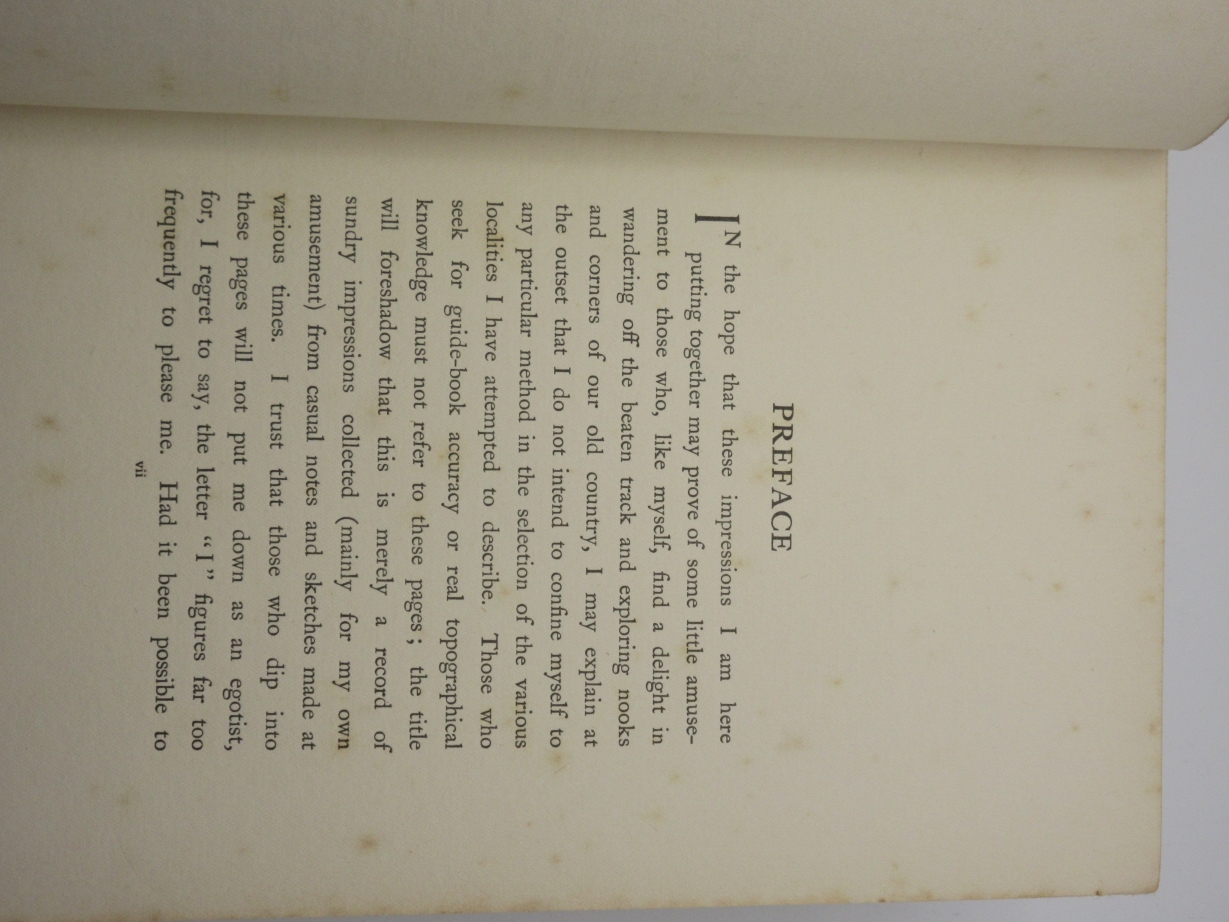 PREFACE
IN the hope that these impressions I am here
putting together may prove of some little amuse-
ment to those who, like myself, find a delight in
wandering off the beaten track and exploring nooks
and corners of our old country, I may explain at
the outset that I do not intend to confine myself to
any particular method in the selection of the various
localities I have attempted to describe. Those who
seek for guide-book accuracy or real topographical
knowledge must not refer to these pages; the title
will foreshadow that this is merely a record of
sundry impressions collected (mainly for my own
amusement) from casual notes and sketches made at
various times. I trust that those who dip into
these pages will not put me down as an egotist,
for, I regret to say, the letter “I” figures far too
frequently to please me. Had it been possible to
vii